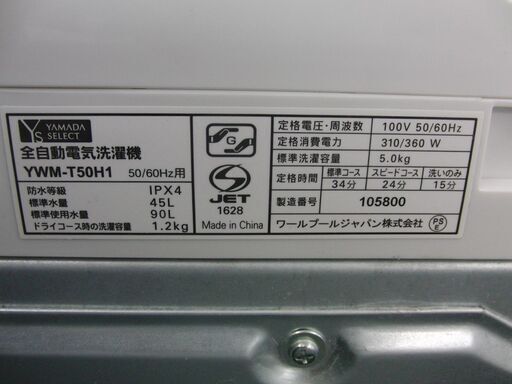 YS YAMADA
SELECT
全自動電気洗濯機
YWM-T50H1 50/60Hz用
防水等級 IPX4
標準水量 45L
標準使用水量 90L
ドライコース時の洗濯容量 1.2kg
G
S
JET
1628
Made in China
定格電圧・周波数 100V 50/60Hz
定格消費電力 310/360 W
標準洗濯容量 5.0kg
定格時間 標準コース スピードコース 洗いのみ
34分 24分 15分
製造番号 105800
ワールプールジャパン株式会社 PS
E